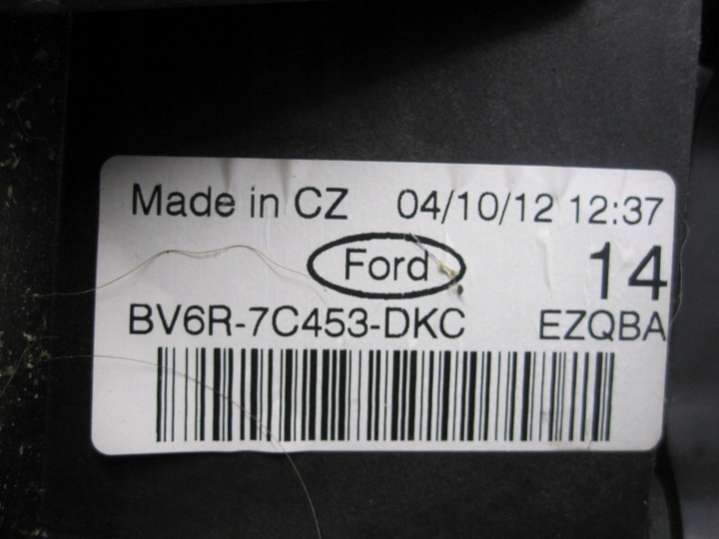 Made in CZ 04/10/12 12:37
Ford 14
BV6R-7C453-DKC EZQBA